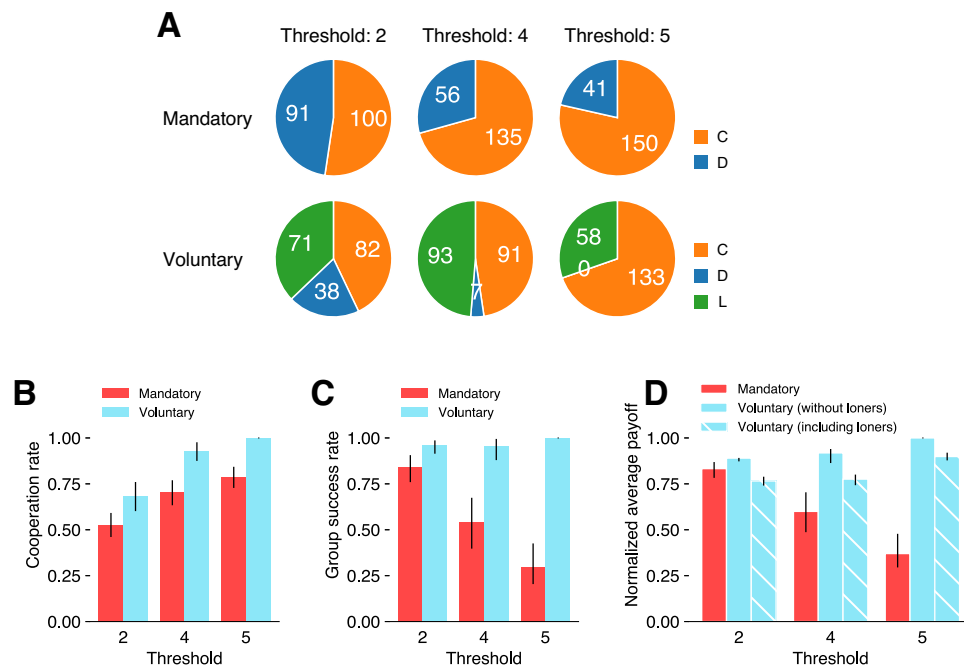 A
Threshold: 2 Threshold: 4 Threshold: 5
Mandatory
91 100
56 135
41 150
C
D
Voluntary
71 82 38
93 91 7
58 0 133
C
D
L
B
Mandatory
Voluntary
Cooperation rate
1.00
0.75
0.50
0.25
0.00
2 4 5
Threshold
C
Mandatory
Voluntary
Group success rate
1.00
0.75
0.50
0.25
0.00
2 4 5
Threshold
D
Mandatory
Voluntary (without loners)
Voluntary (including loners)
Normalized average payoff
1.00
0.75
0.50
0.25
0.00
2 4 5
Threshold